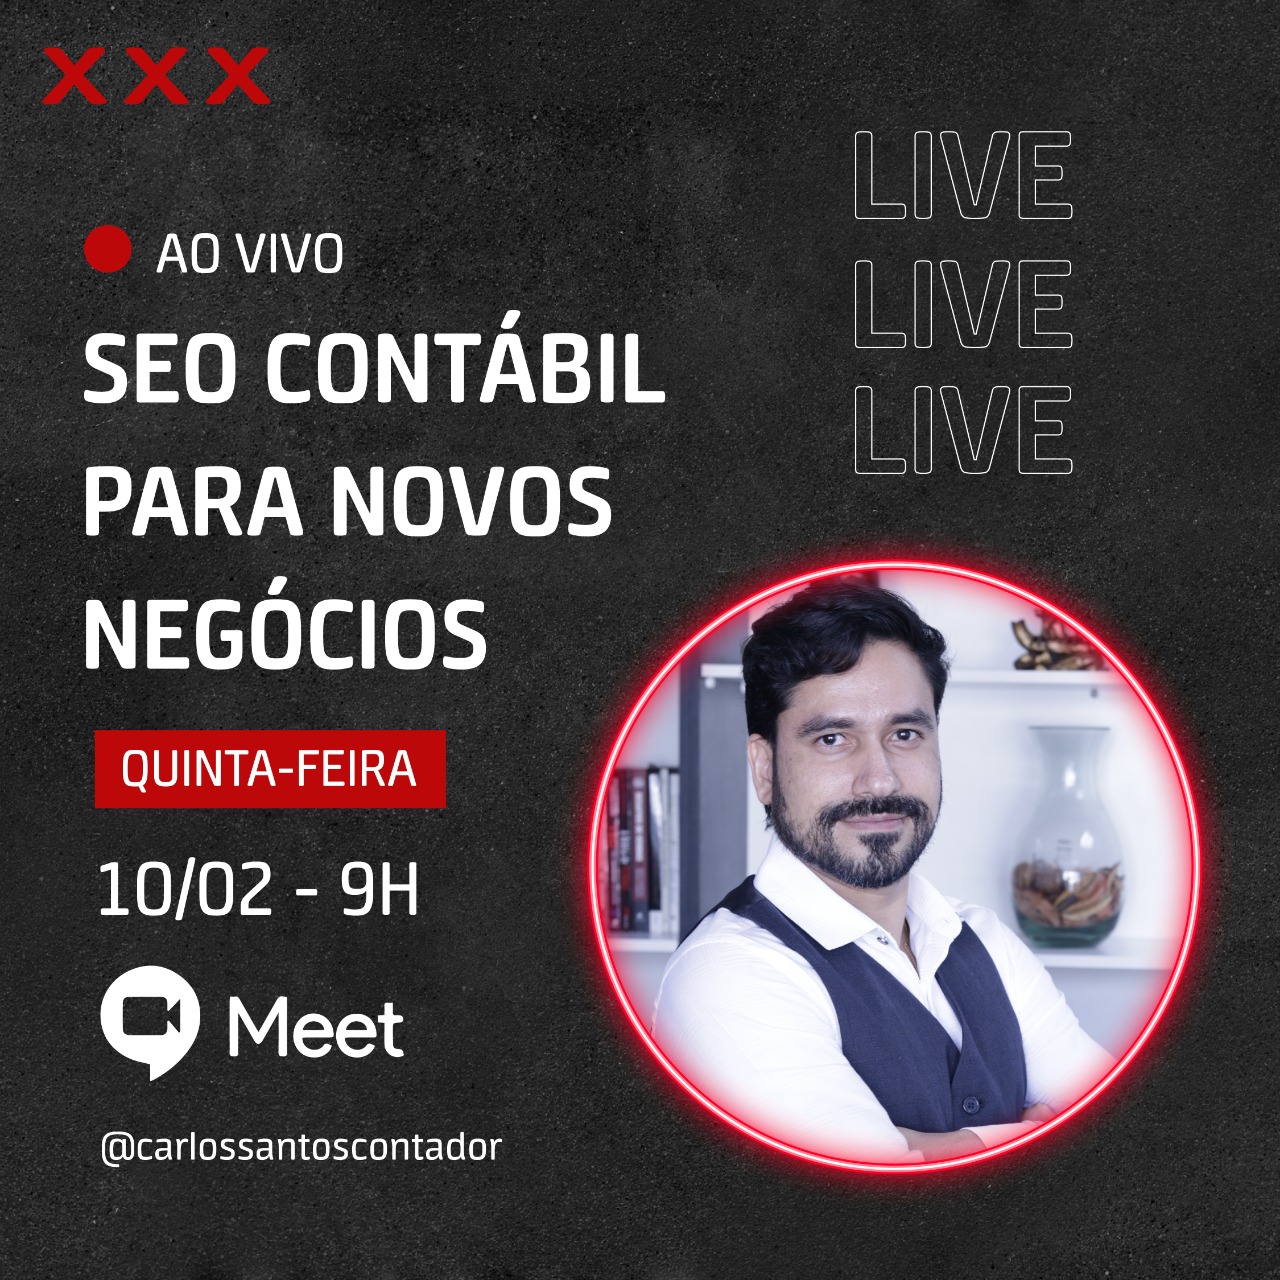 XXX
LIVE
LIVE
LIVE
AO VIVO
SEO CONTÁBIL
PARA NOVOS
NEGÓCIOS
QUINTA-FEIRA
10/02 - 9H
Meet
@carlossantoscontador